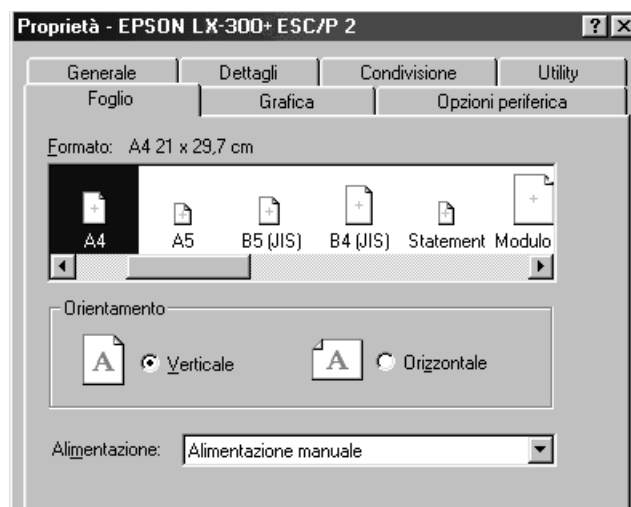 Proprietà - EPSON LX-300+ ESC/P 2
Generale Dettagli Condivisione Utility
Foglio Grafica Opzioni periferica
Formato: A4 21 x 29,7 cm
A4 A5 B5 (JIS) B4 (JIS) Statement Modulo
Orientamento
A Verticale A Orizzontale
Alimentazione: Alimentazione manuale